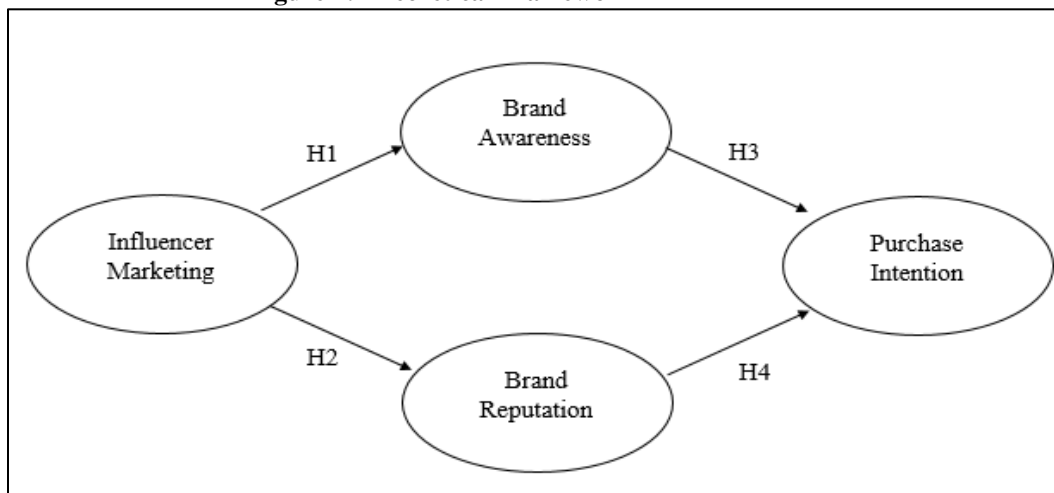 Brand
Awareness
H1
H3
Influencer
Marketing
Purchase
Intention
H2
H4
Brand
Reputation